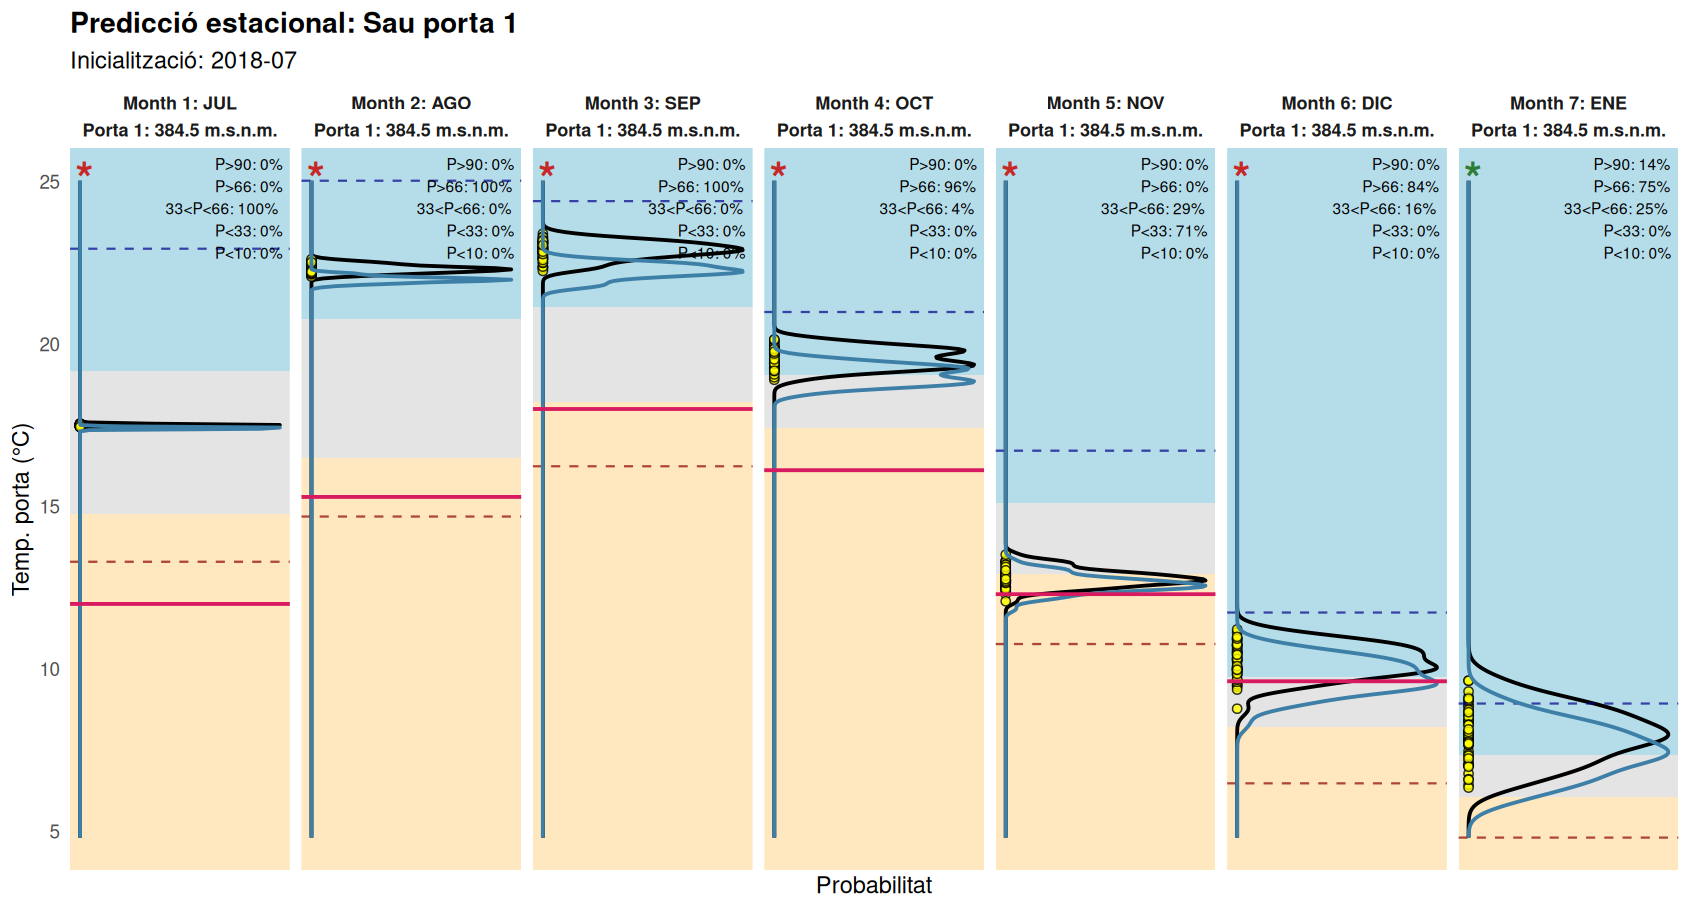 Predicció estacional: Sau porta 1
Inicialització: 2018-07
Month 1: JUL
Porta 1: 384.5 m.s.n.m.
Month 2: AGO
Porta 1: 384.5 m.s.n.m.
Month 3: SEP
Porta 1: 384.5 m.s.n.m.
Month 4: OCT
Porta 1: 384.5 m.s.n.m.
Month 5: NOV
Porta 1: 384.5 m.s.n.m.
Month 6: DIC
Porta 1: 384.5 m.s.n.m.
Month 7: ENE
Porta 1: 384.5 m.s.n.m.
Temp. porta (°C)
25
20
15
10
5
*
P>90: 0%
P>66: 0%
33<P<66: 100%
P<33: 0%
P<10: 0%
*
P>90: 0%
P>66: 100%
33<P<66: 0%
P<33: 0%
P<10: 0%
*
P>90: 0%
P>66: 100%
33<P<66: 0%
P<33: 0%
P<10: 0%
*
P>90: 0%
P>66: 96%
33<P<66: 4%
P<33: 0%
P<10: 0%
*
P>90: 0%
P>66: 0%
33<P<66: 29%
P<33: 71%
P<10: 0%
*
P>90: 0%
P>66: 84%
33<P<66: 16%
P<33: 0%
P<10: 0%
*
P>90: 14%
P>66: 75%
33<P<66: 25%
P<33: 0%
P<10: 0%
Probabilitat